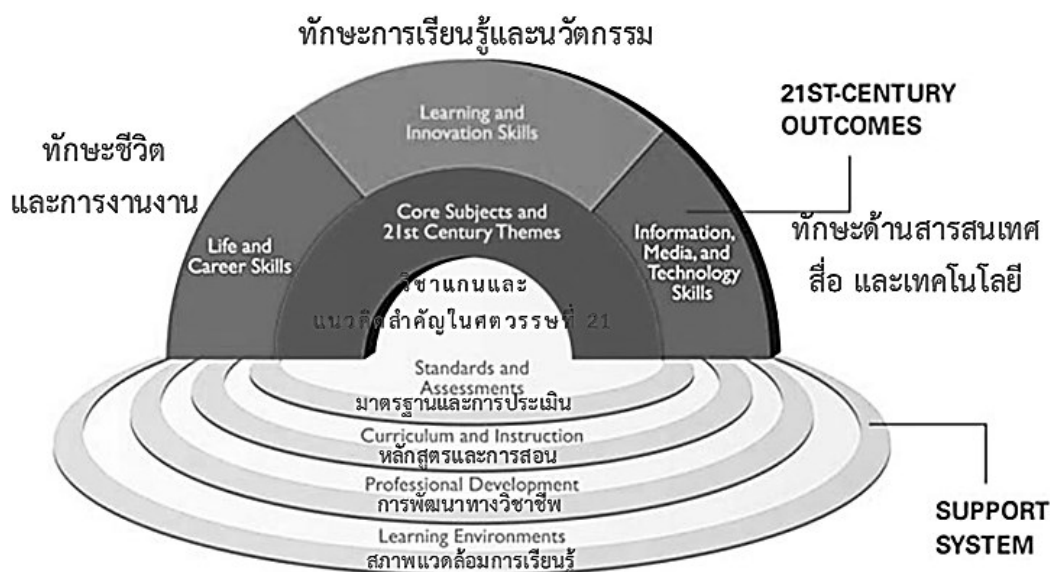 ทักษะการเรียนรู้และนวัตกรรม
Learning and
Innovation Skills
21ST-CENTURY
OUTCOMES
ทักษะชีวิต
และการงานงาน
Core Subjects and
21st Century Themes
Life and
Career Skills
Information,
Media, and
Technology
Skills
ทักษะด้านสารสนเทศ
สื่อ และเทคโนโลยี
วิชาแกนและ
แนวคิดสำคัญในศตวรรษที่ 21
Standards and
Assessments
มาตรฐานและการประเมิน
Curriculum and Instruction
หลักสูตรและการสอน
Professional Development
การพัฒนาทางวิชาชีพ
Learning Environments
สภาพแวดล้อมการเรียนรู้
SUPPORT
SYSTEM